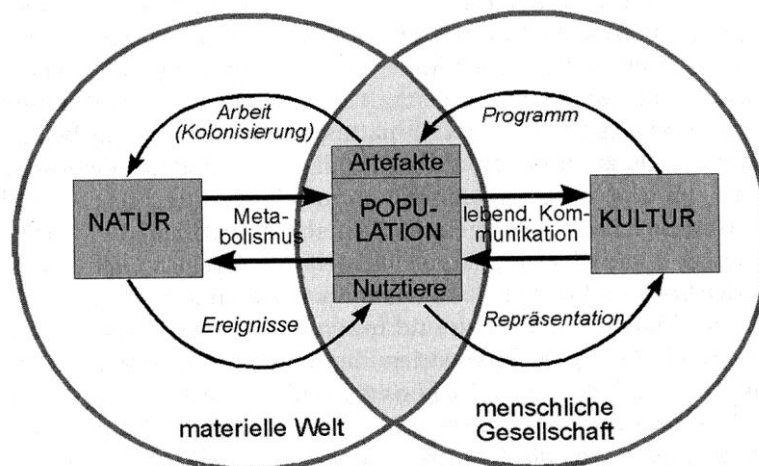 Arbeit
(Kolonisierung)
Programm
Artefakte
NATUR
Meta-
bolismus
POPU-
LATION
lebend. Kom-
munikation
KULTUR
Nutztiere
Ereignisse
Repräsentation
materielle Welt
menschliche
Gesellschaft